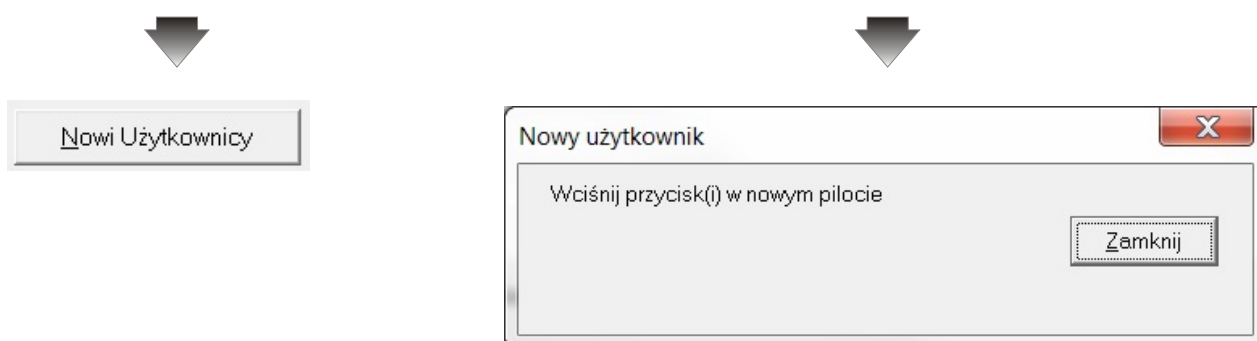 Nowi Użytkownicy
Nowy użytkownik
Wciśnij przycisk(i) w nowym pilocie
Zamknij